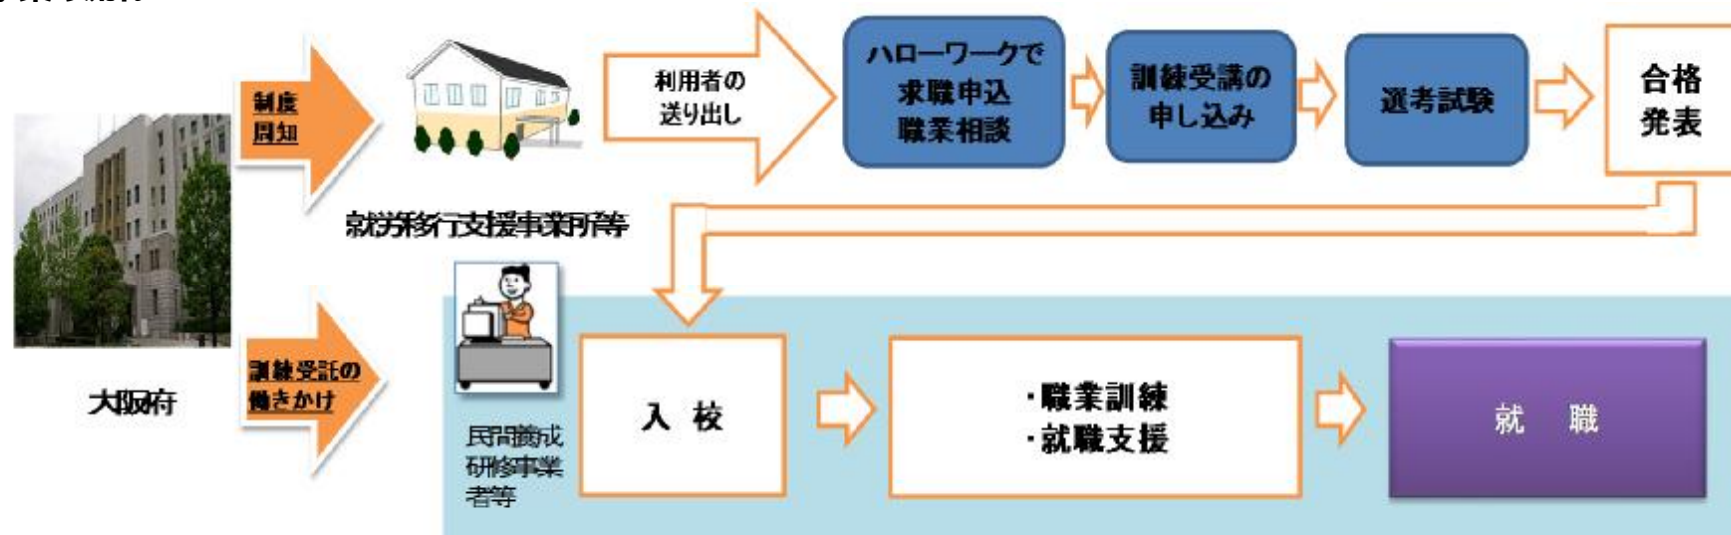 制度
周知
利用者の
送り出し
ハローワークで
求職申込
職業相談
訓練受講の
申し込み
選考試験
合格
発表
就労移行支援事業所等
大阪府
訓練受託の
働きかけ
民間養成
研修事業
者等
入 校
・職業訓練
・就職支援
就 職